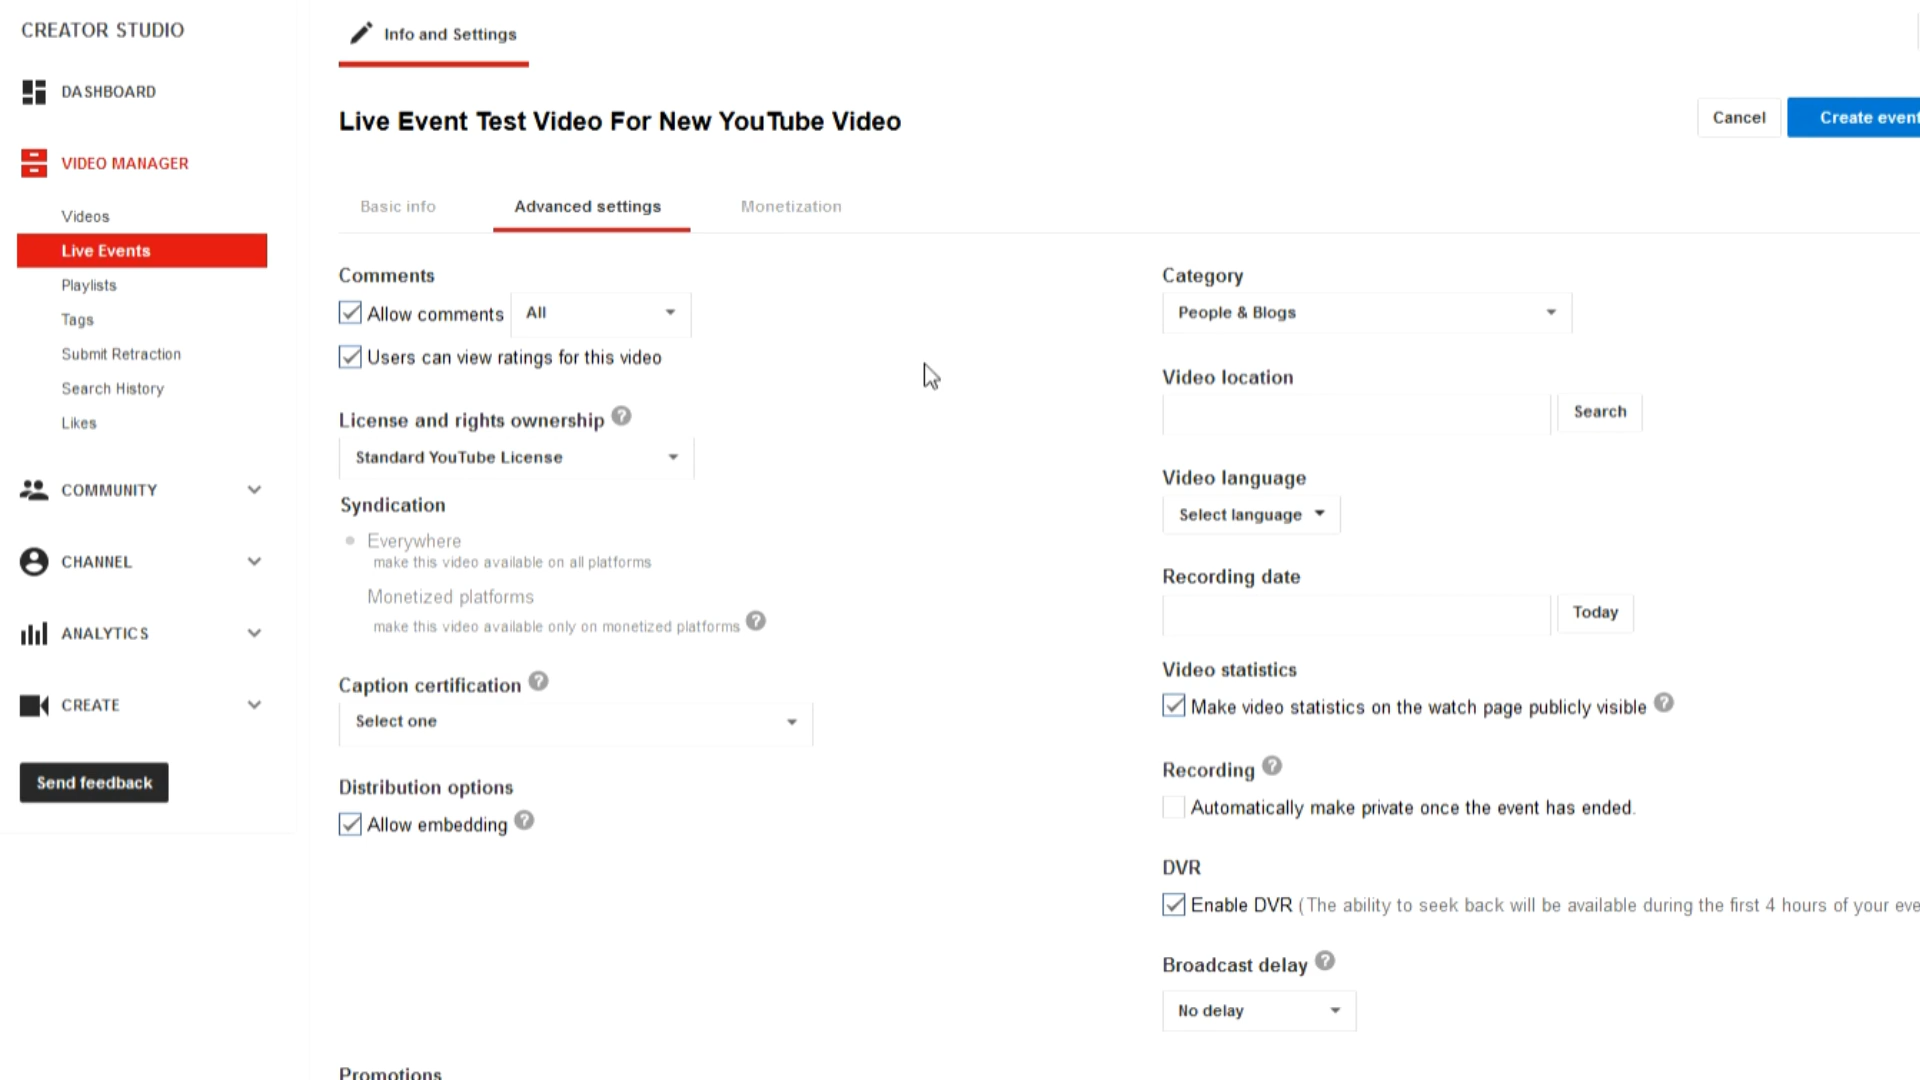 CREATOR STUDIO
DASHBOARD
VIDEO MANAGER
Videos
Live Events
Playlists
Tags
Submit Retraction
Search History
Likes
COMMUNITY
CHANNEL
ANALYTICS
CREATE
Send feedback
Info and Settings
Live Event Test Video For New YouTube Video
Cancel
Create event
Basic info
Advanced settings
Monetization
Comments
Allow comments
All
Users can view ratings for this video
License and rights ownership ?
Standard YouTube License
Syndication
Everywhere
make this video available on all platforms
Monetized platforms
make this video available only on monetized platforms ?
Caption certification ?
Select one
Distribution options
Allow embedding ?
Promotions
Category
People & Blogs
Video location
Search
Video language
Select language
Recording date
Today
Video statistics
Make video statistics on the watch page publicly visible ?
Recording ?
Automatically make private once the event has ended.
DVR
Enable DVR (The ability to seek back will be available during the first 4 hours of your eve
Broadcast delay ?
No delay